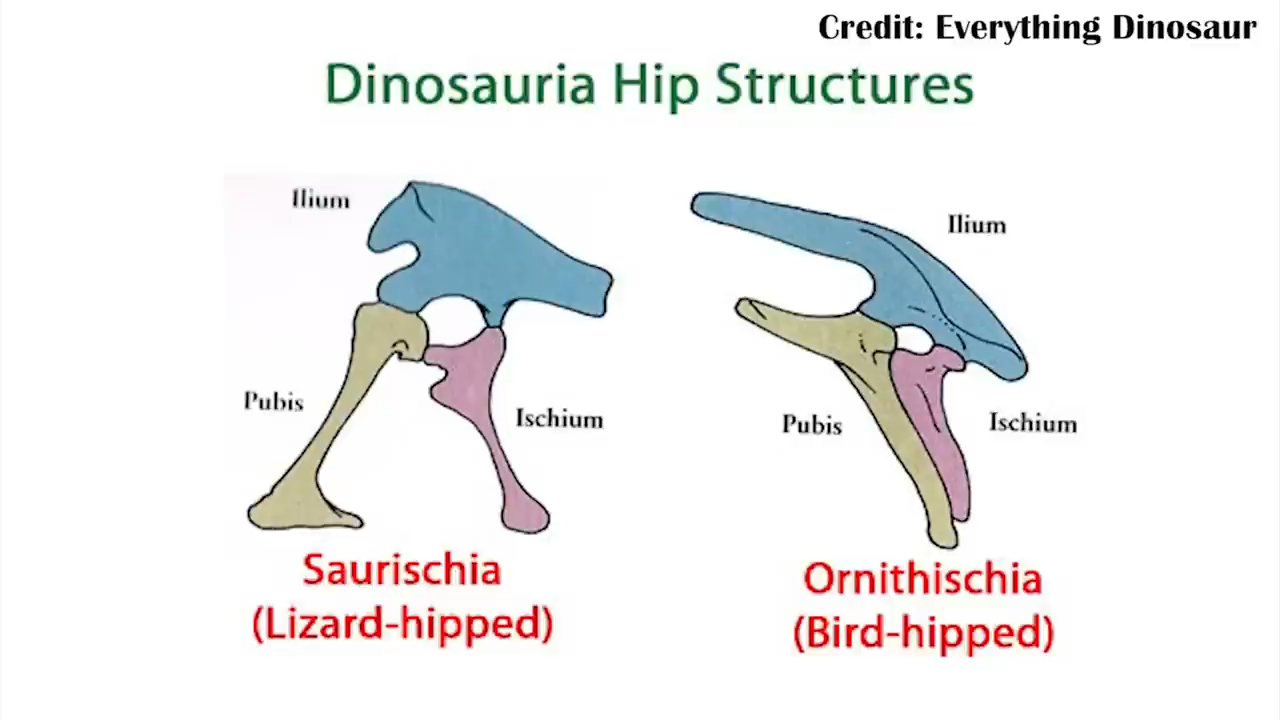 Credit: Everything Dinosaur
Dinosauria Hip Structures
Ilium
Pubis
Ischium
Saurischia
(Lizard-hipped)
Ilium
Pubis
Ischium
Ornithischia
(Bird-hipped)